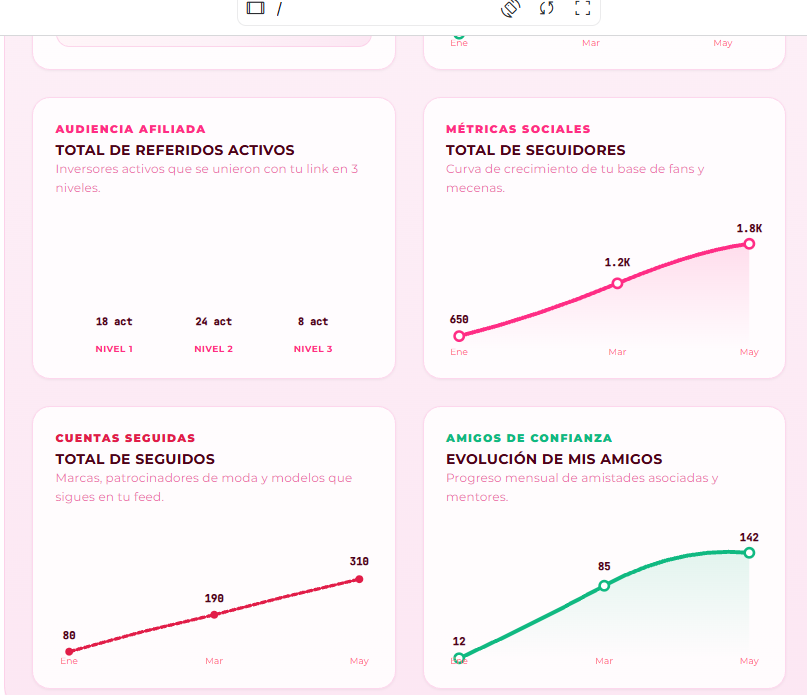 /
Ene Mar May
AUDIENCIA AFILIADA
TOTAL DE REFERIDOS ACTIVOS
Inversores activos que se unieron con tu link en 3
niveles.
18 act 24 act 8 act
NIVEL 1 NIVEL 2 NIVEL 3
MÉTRICAS SOCIALES
TOTAL DE SEGUIDORES
Curva de crecimiento de tu base de fans y
mecenas.
1.8K
1.2K
650
Ene Mar May
CUENTAS SEGUIDAS
TOTAL DE SEGUIDOS
Marcas, patrocinadores de moda y modelos que
sigues en tu feed.
310
190
80
Ene Mar May
AMIGOS DE CONFIANZA
EVOLUCIÓN DE MIS AMIGOS
Progreso mensual de amistades asociadas y
mentores.
142
85
12
Ene Mar May